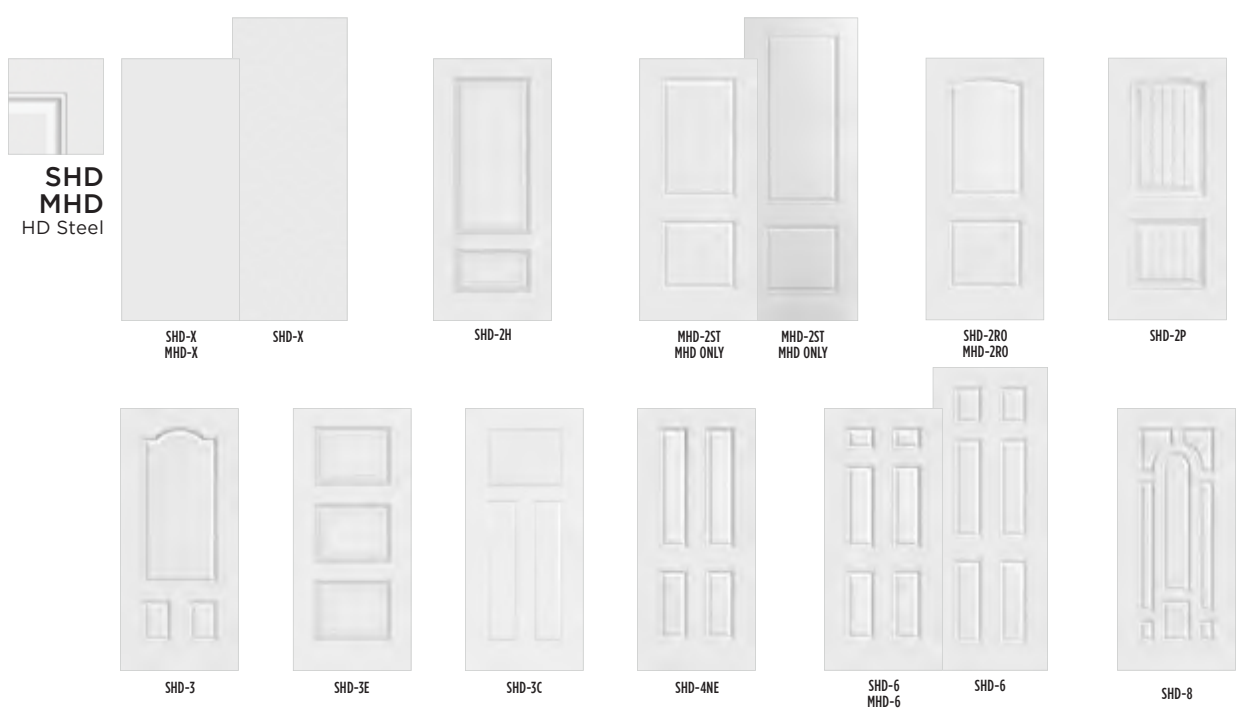 SHD
MHD
HD Steel
SHD-X
MHD-X
SHD-X
SHD-2H
MHD-2ST
MHD ONLY
MHD-2ST
MHD ONLY
SHD-2RO
MHD-2RO
SHD-2P
SHD-3
SHD-3E
SHD-3C
SHD-4NE
SHD-6
MHD-6
SHD-6
SHD-8